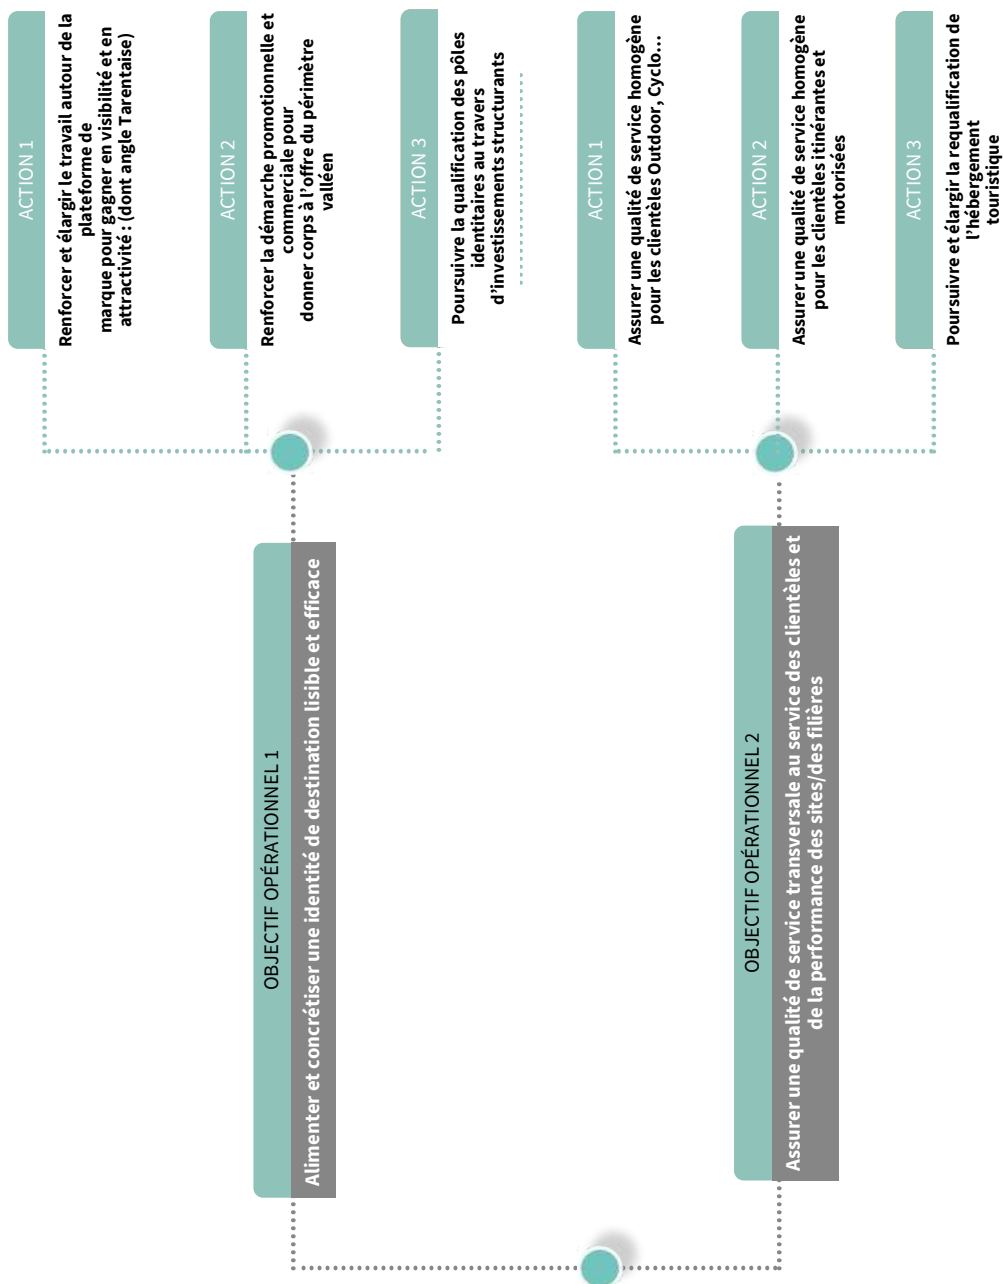 OBJECTIF OPÉRATIONNEL 1
Alimenter et concrétiser une identité de destination lisible et efficace
ACTION 1
Renforcer et élargir le travail autour de la
plateforme de
marque pour gagner en visibilité et en
attractivité : (dont angle Tarentaise)
ACTION 2
Renforcer la démarche promotionnelle et
commerciale pour
donner corps à l'offre du périmètre
valléen
ACTION 3
Poursuivre la qualification des pôles
identitaires au travers
d'investissements structurants
OBJECTIF OPÉRATIONNEL 2
Assurer une qualité de service transversale au service des clientèles et
de la performance des sites/des filières
ACTION 1
Assurer une qualité de service homogène
pour les clientèles Outdoor, Cyclo...
ACTION 2
Assurer une qualité de service homogène
pour les clientèles itinérantes et
motorisées
ACTION 3
Poursuivre et élargir la requalification de
l'hébergement
touristique